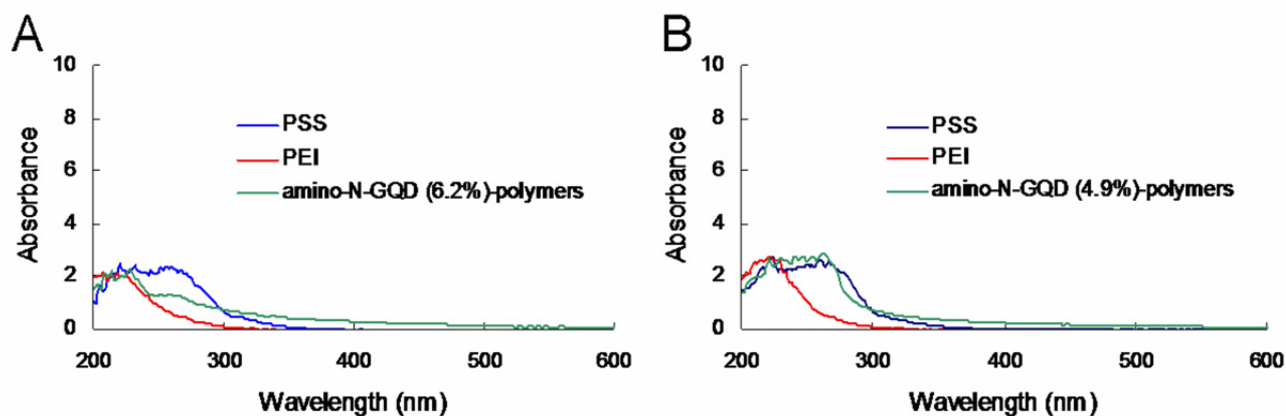 A
10
8
6
4
2
0
Absorbance
PSS
PEI
amino-N-GQD (6.2%)-polymers
200 300 400 500 600
Wavelength (nm)
B
10
8
6
4
2
0
Absorbance
PSS
PEI
amino-N-GQD (4.9%)-polymers
200 300 400 500 600
Wavelength (nm)